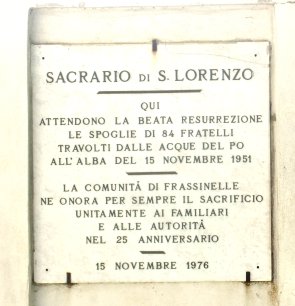 SACRARIO DI S. LORENZO
QUI
ATTENDONO LA BEATA RESURREZIONE
LE SPOGLIE DI 84 FRATELLI
TRAVOLTI DALLE ACQUE DEL PO
ALL'ALBA DEL 15 NOVEMBRE 1951
LA COMUNITÀ DI FRASSINELLE
NE ONORA PER SEMPRE IL SACRIFICIO
UNITAMENTE AI FAMILIARI
E ALLE AUTORITÀ
NEL 25 ANNIVERSARIO
15 NOVEMBRE 1976